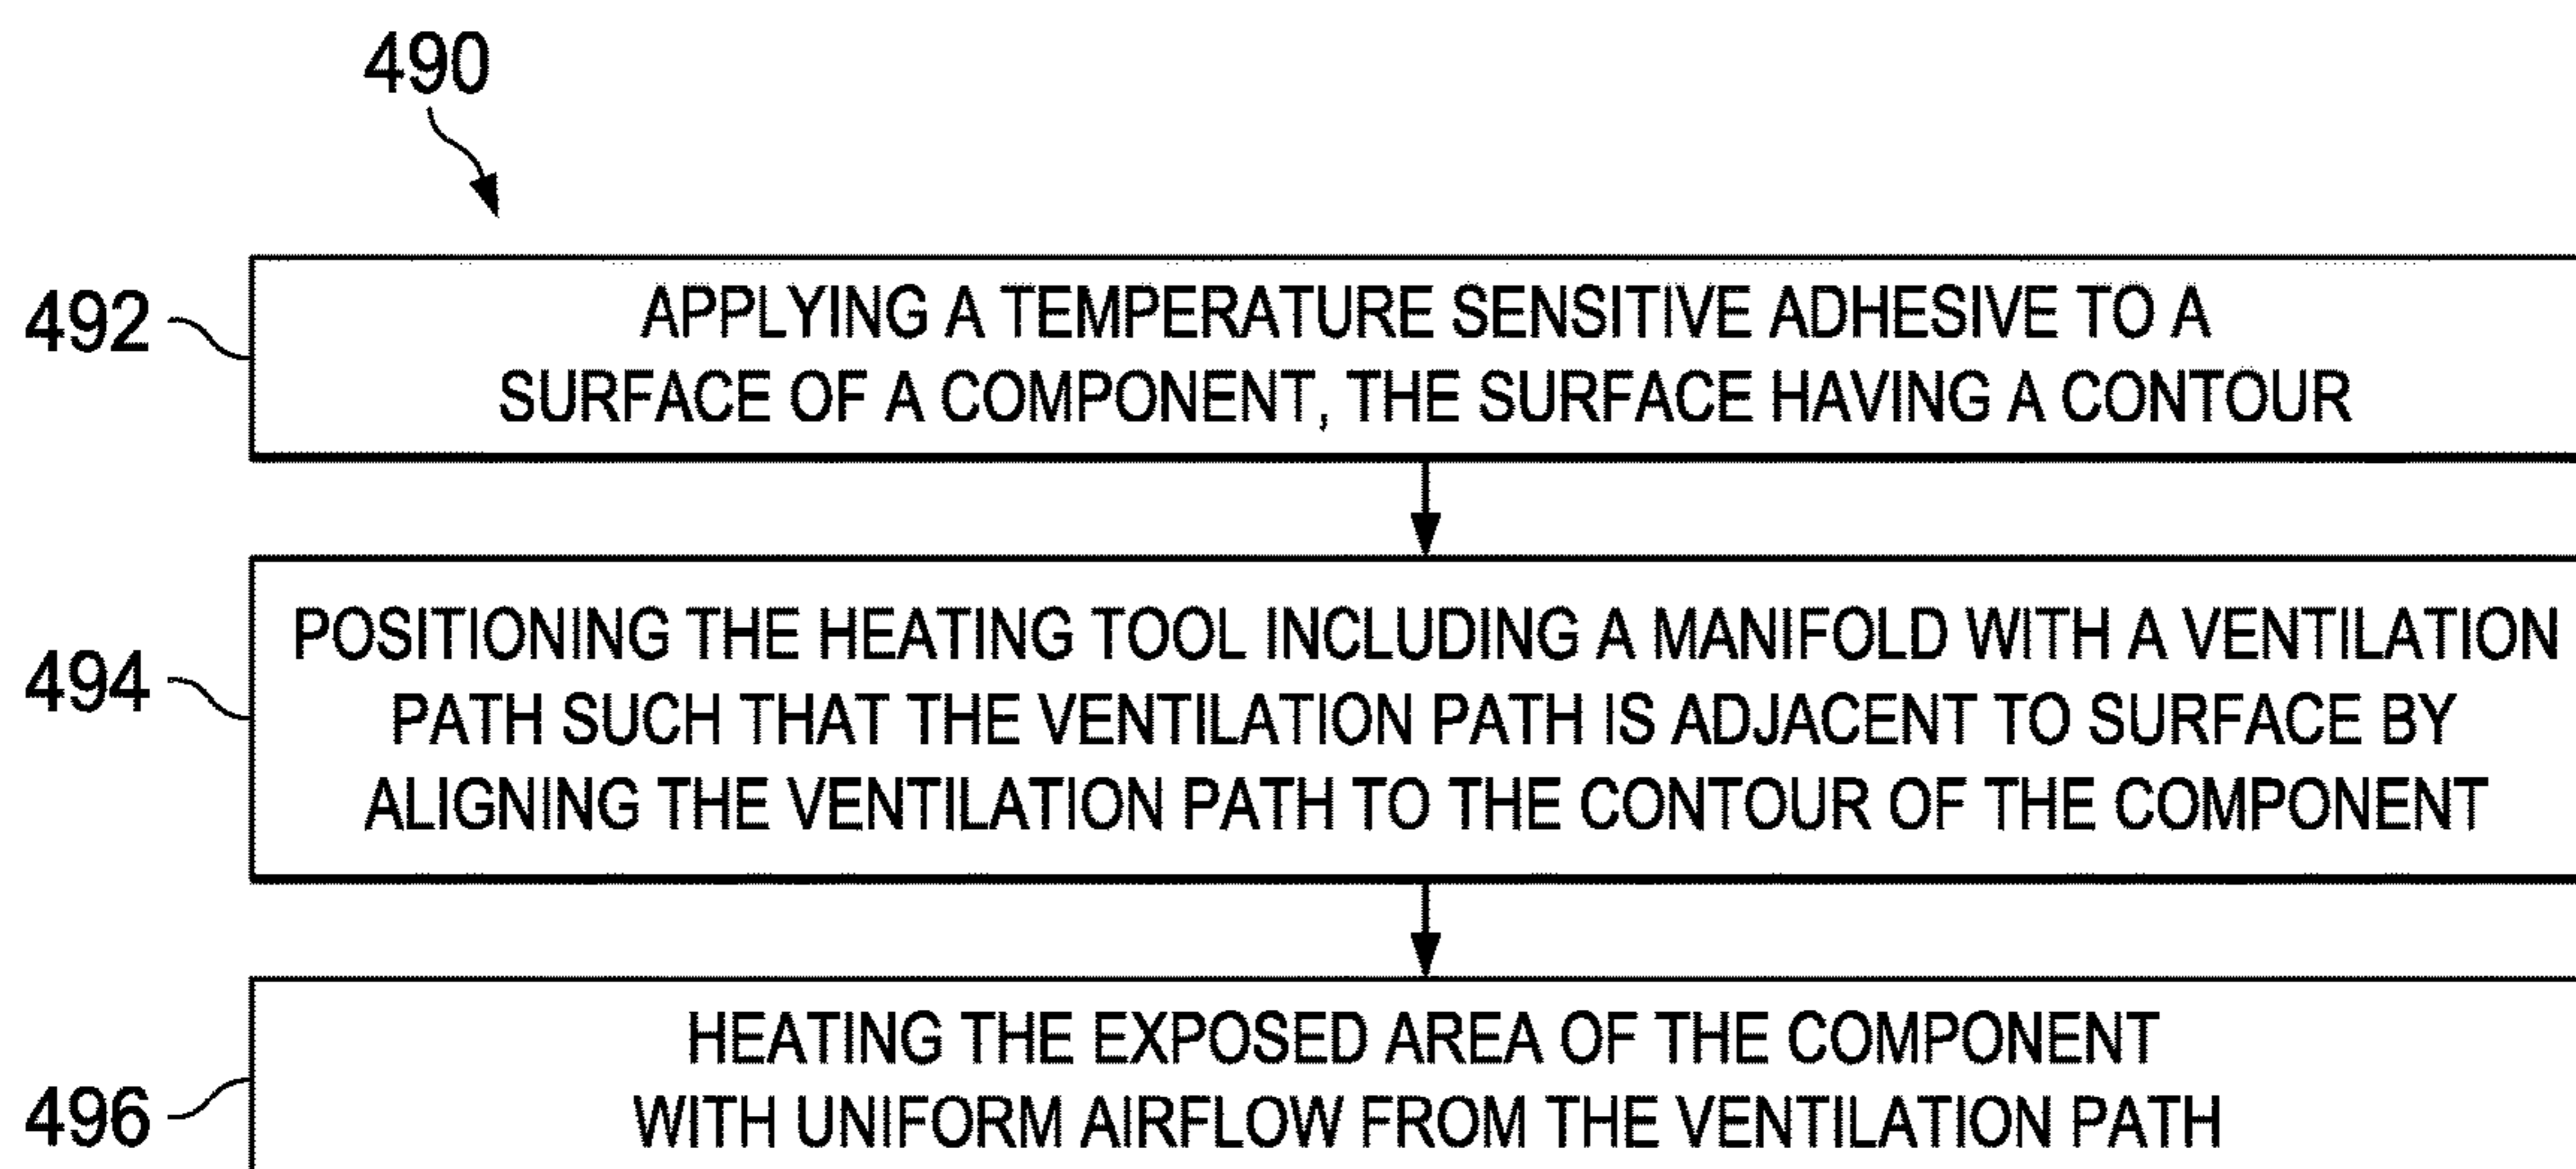 490
492
APPLYING A TEMPERATURE SENSITIVE ADHESIVE TO A
SURFACE OF A COMPONENT, THE SURFACE HAVING A CONTOUR
494
POSITIONING THE HEATING TOOL INCLUDING A MANIFOLD WITH A VENTILATION
PATH SUCH THAT THE VENTILATION PATH IS ADJACENT TO SURFACE BY
ALIGNING THE VENTILATION PATH TO THE CONTOUR OF THE COMPONENT
496
HEATING THE EXPOSED AREA OF THE COMPONENT
WITH UNIFORM AIRFLOW FROM THE VENTILATION PATH